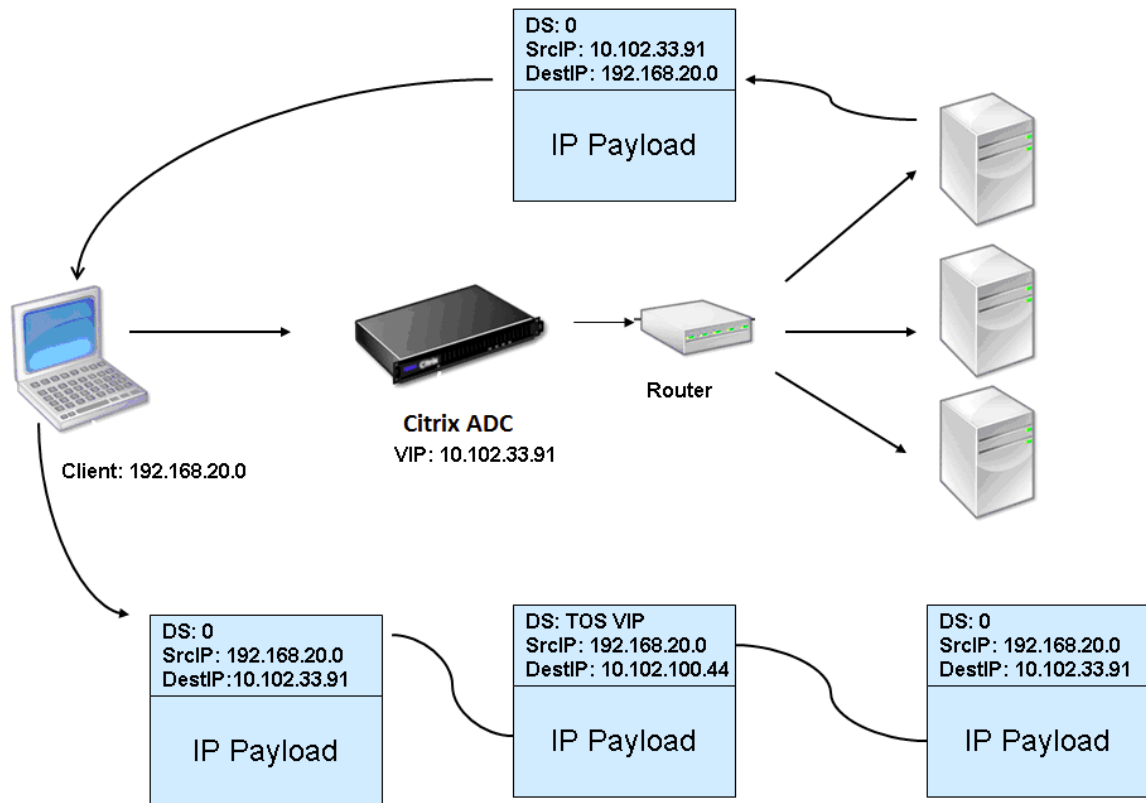 DS: 0
SrcIP: 10.102.33.91
DestIP: 192.168.20.0
IP Payload
Citrix
Router
Citrix ADC
VIP: 10.102.33.91
Client: 192.168.20.0
DS: 0
SrcIP: 192.168.20.0
DestIP:10.102.33.91
IP Payload
DS: TOS VIP
SrcIP: 192.168.20.0
DestIP: 10.102.100.44
IP Payload
DS: 0
SrcIP: 192.168.20.0
DestIP: 10.102.33.91
IP Payload